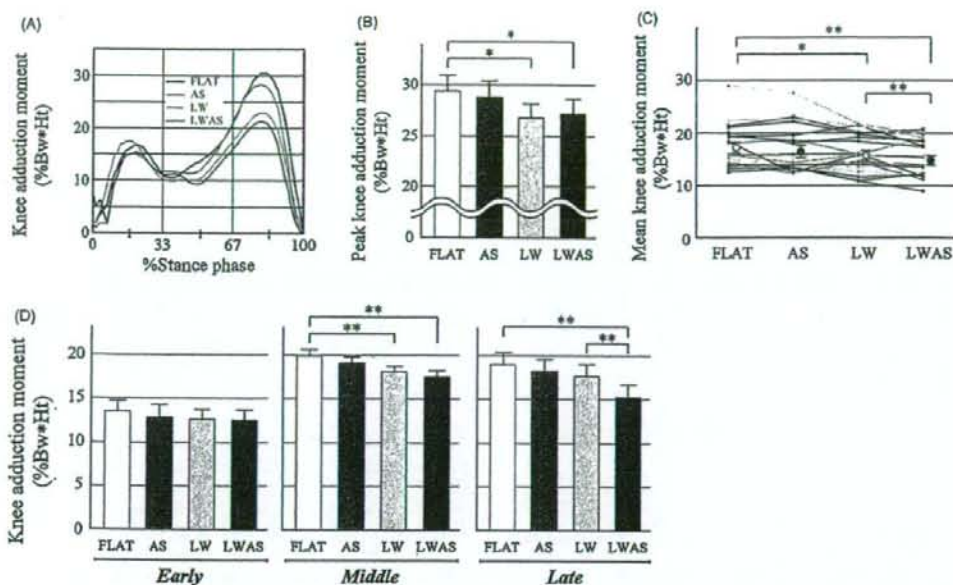 (A)
Knee adduction moment
(%Bw*Ht)
30
20
10
0
FLAT
AS
LW
LWAS
0
33
67
100
%Stance phase
(B)
Peak knee adduction moment
(%Bw*Ht)
30
25
20
0
*
*
FLAT AS LW LWAS
(C)
Mean knee adduction moment
(%Bw*Ht)
30
20
10
0
**
*
**
FLAT AS LW LWAS
(D)
Knee adduction moment
(%Bw*Ht)
20
15
10
5
0
FLAT AS LW LWAS
Early
**
**
FLAT AS LW LWAS
Middle
**
**
FLAT AS LW LWAS
Late